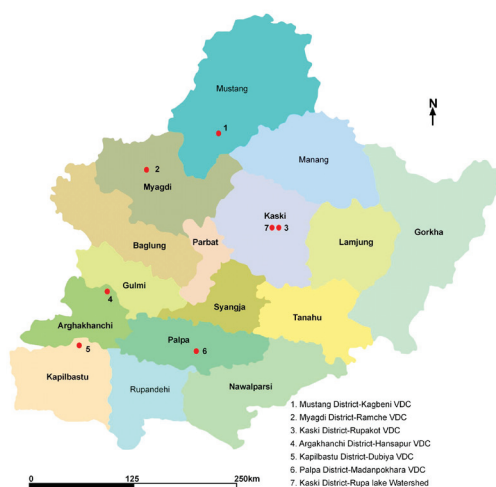 Mustang
N
1
Manang
2
Myagdi
Kaski
7 3
Gorkha
Parbat
Lamjung
Baglung
Gulmi
4
Syangja
Tanahu
Arghakhanchi
Palpa
5
6
Kapilbastu
Rupandehi
Nawalparsi
1. Mustang District-Kagbeni VDC
2. Myagdi District-Ramche VDC
3. Kaski District-Rupakot VDC
4. Argakhanchi District-Hansapur VDC
5. Kapilbastu District-Dubiya VDC
6. Palpa District-Madanpokhara VDC
7. Kaski District-Rupa lake Watershed
0 125 250km